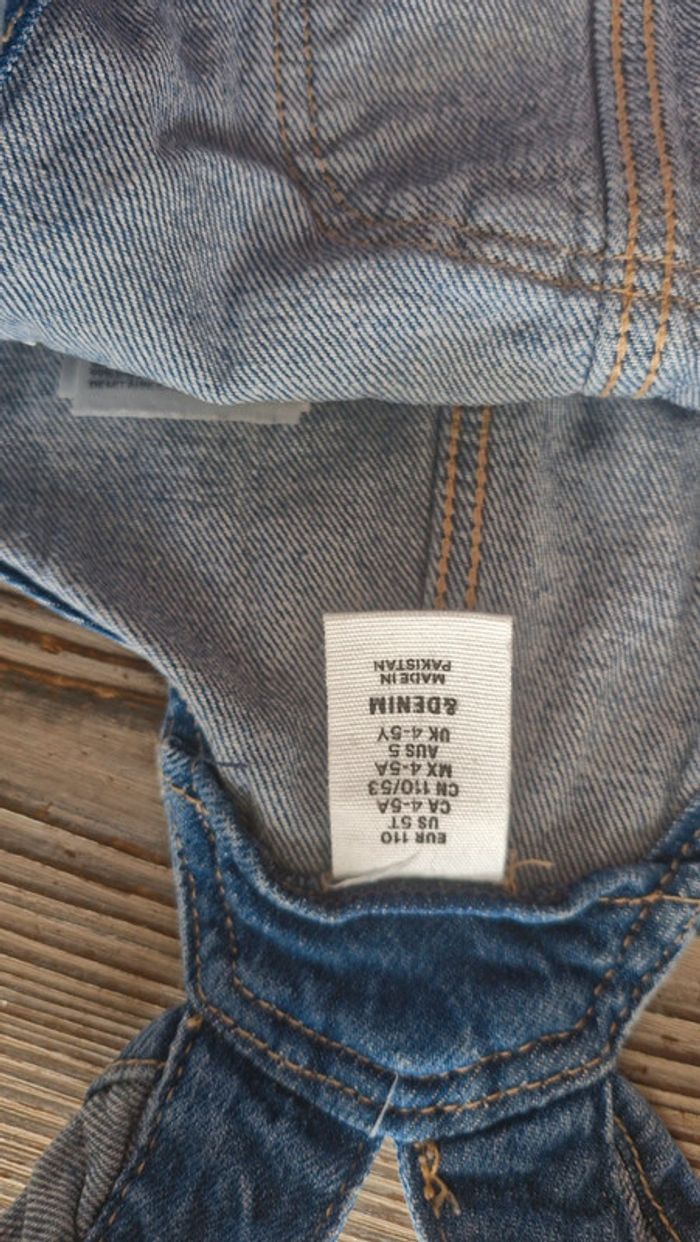 EUR 110
US 5T
CA 4-5A
CN 110/53
MX 4-5A
AUS 5
UK 4-5Y
&DENIM
MADE IN
PAKISTAN